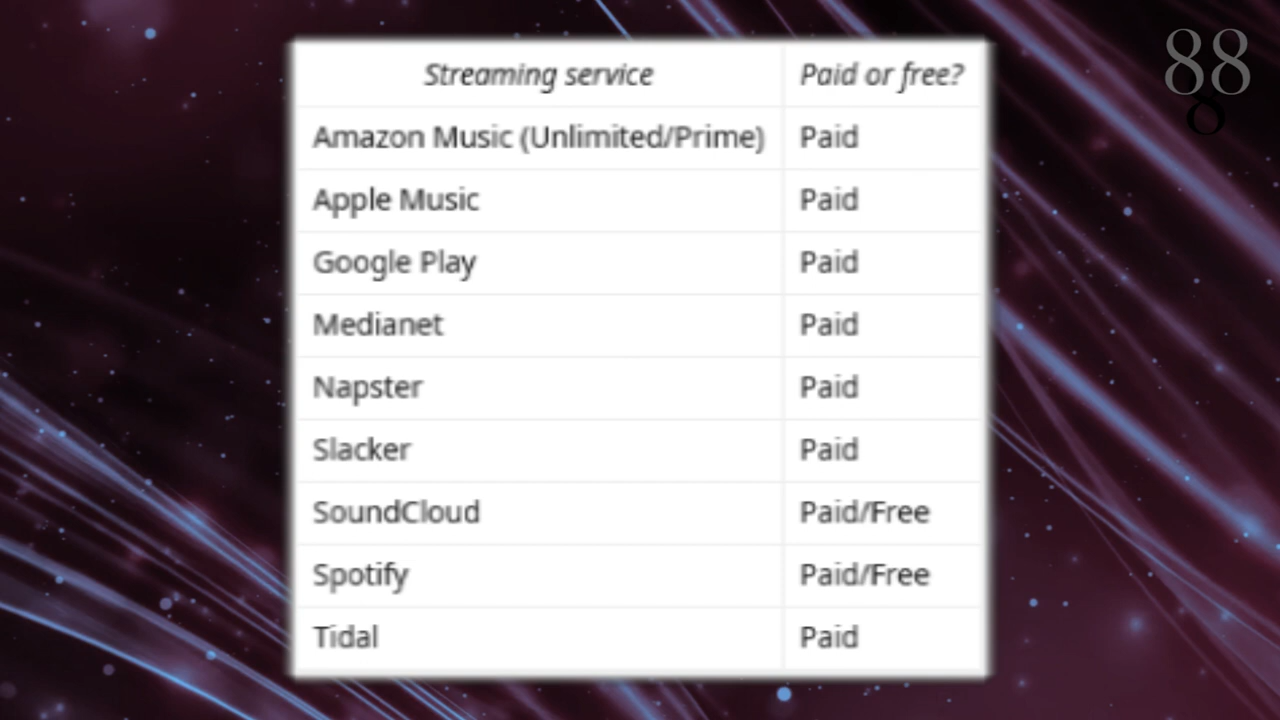 Streaming service Paid or free?
Amazon Music (Unlimited/Prime) Paid
Apple Music Paid
Google Play Paid
Medianet Paid
Napster Paid
Slacker Paid
SoundCloud Paid/Free
Spotify Paid/Free
Tidal Paid
88
8